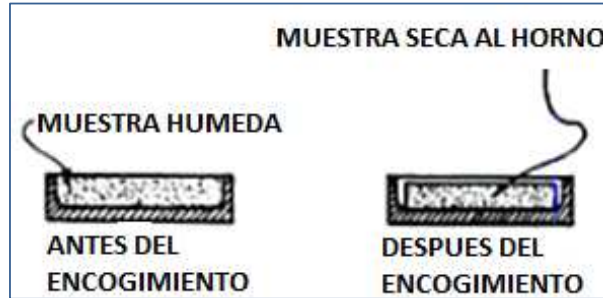 MUESTRA SECA AL HORNO
MUESTRA HUMEDA
ANTES DEL
ENCOGIMIENTO
DESPUES DEL
ENCOGIMIENTO